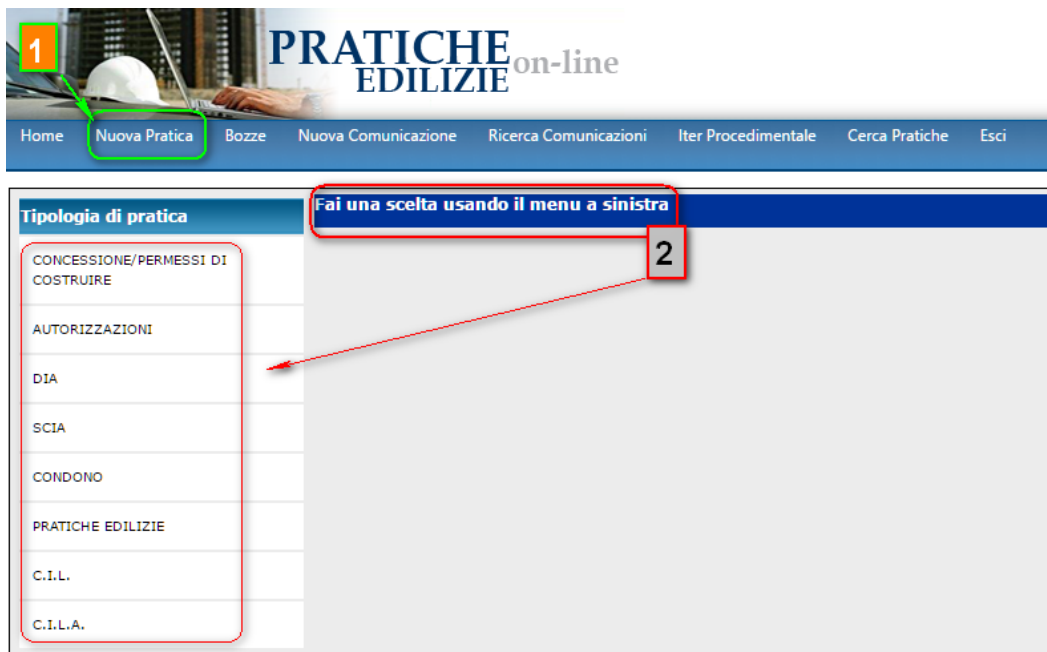 1
PRATICHE
EDILIZIE on-line
Home Nuova Pratica Bozze Nuova Comunicazione Ricerca Comunicazioni Iter Procedimentale Cerca Pratiche Esci
Tipologia di pratica
Fai una scelta usando il menu a sinistra
2
CONCESSIONE/PERMESSI DI
COSTRUIRE
AUTORIZZAZIONI
DIA
SCIA
CONDONO
PRATICHE EDILIZIE
C.I.L.
C.I.L.A.